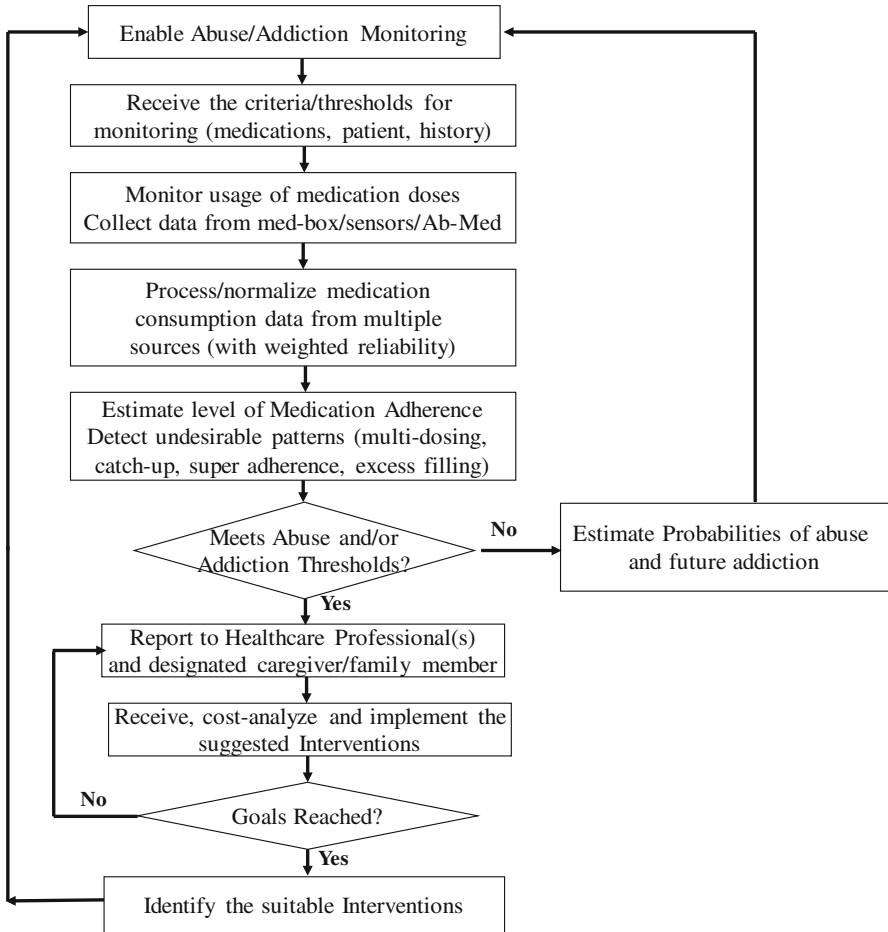 Enable Abuse/Addiction Monitoring
Receive the criteria/thresholds for
monitoring (medications, patient, history)
Monitor usage of medication doses
Collect data from med-box/sensors/Ab-Med
Process/normalize medication
consumption data from multiple
sources (with weighted reliability)
Estimate level of Medication Adherence
Detect undesirable patterns (multi-dosing,
catch-up, super adherence, excess filling)
Meets Abuse and/or
Addiction Thresholds?
No
Estimate Probabilities of abuse
and future addiction
Yes
Report to Healthcare Professional(s)
and designated caregiver/family member
Receive, cost-analyze and implement the
suggested Interventions
No
Goals Reached?
Yes
Identify the suitable Interventions